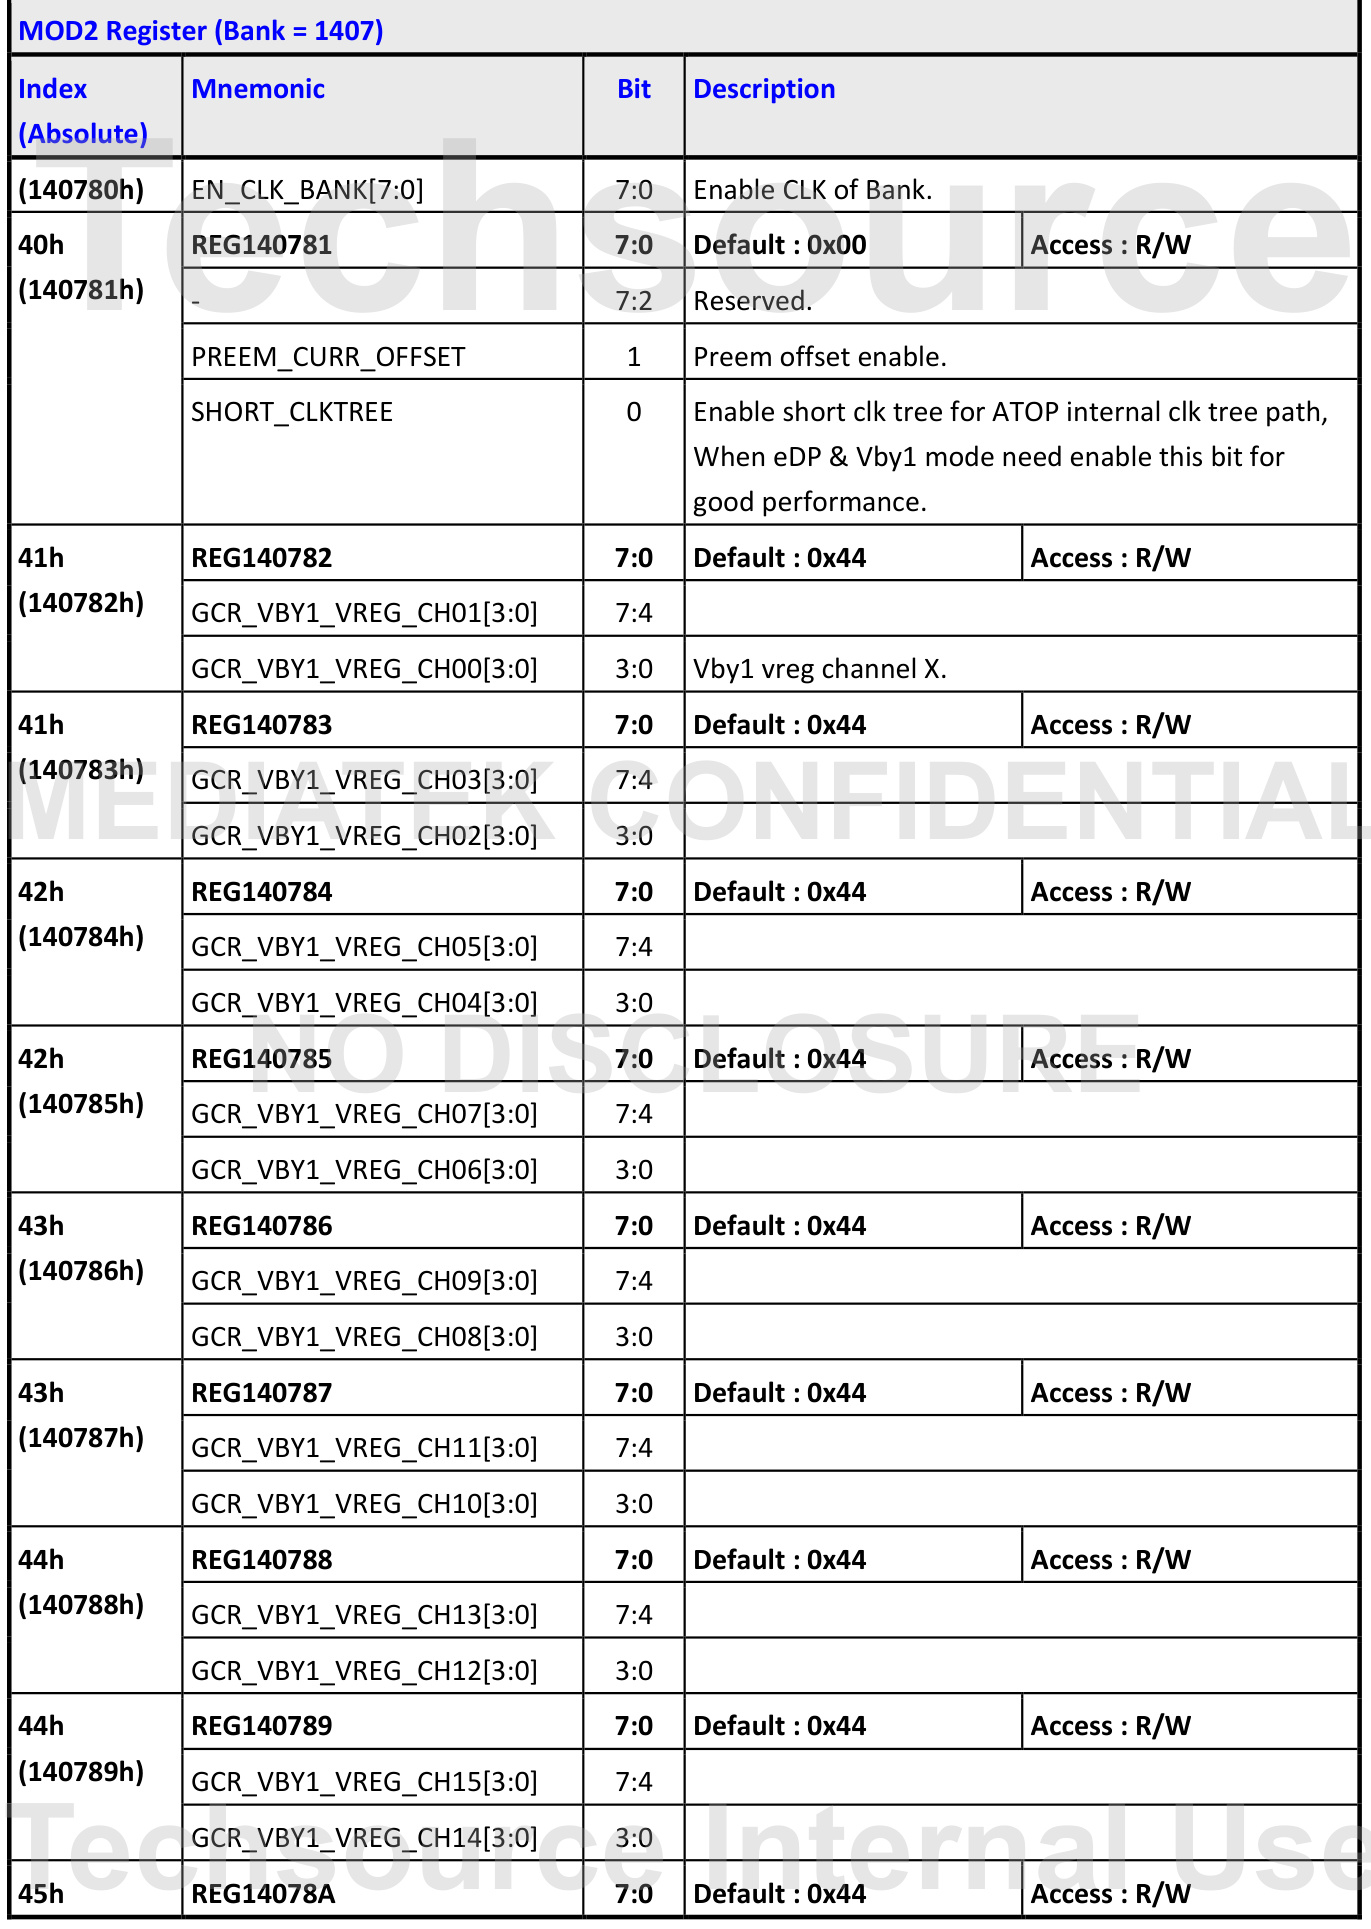 MOD2 Register (Bank = 1407)
Index (Absolute) Mnemonic Bit Description
(140780h) EN_CLK_BANK[7:0] 7:0 Enable CLK of Bank.
40h (140781h) REG140781 7:0 Default : 0x00 Access : R/W
- 7:2 Reserved.
PREEM_CURR_OFFSET 1 Preem offset enable.
SHORT_CLKTREE 0 Enable short clk tree for ATOP internal clk tree path,
When eDP & Vby1 mode need enable this bit for
good performance.
41h (140782h) REG140782 7:0 Default : 0x44 Access : R/W
GCR_VBY1_VREG_CH01[3:0] 7:4
GCR_VBY1_VREG_CH00[3:0] 3:0 Vby1 vreg channel X.
41h (140783h) REG140783 7:0 Default : 0x44 Access : R/W
GCR_VBY1_VREG_CH03[3:0] 7:4
GCR_VBY1_VREG_CH02[3:0] 3:0
42h (140784h) REG140784 7:0 Default : 0x44 Access : R/W
GCR_VBY1_VREG_CH05[3:0] 7:4
GCR_VBY1_VREG_CH04[3:0] 3:0
42h (140785h) REG140785 7:0 Default : 0x44 Access : R/W
GCR_VBY1_VREG_CH07[3:0] 7:4
GCR_VBY1_VREG_CH06[3:0] 3:0
43h (140786h) REG140786 7:0 Default : 0x44 Access : R/W
GCR_VBY1_VREG_CH09[3:0] 7:4
GCR_VBY1_VREG_CH08[3:0] 3:0
43h (140787h) REG140787 7:0 Default : 0x44 Access : R/W
GCR_VBY1_VREG_CH11[3:0] 7:4
GCR_VBY1_VREG_CH10[3:0] 3:0
44h (140788h) REG140788 7:0 Default : 0x44 Access : R/W
GCR_VBY1_VREG_CH13[3:0] 7:4
GCR_VBY1_VREG_CH12[3:0] 3:0
44h (140789h) REG140789 7:0 Default : 0x44 Access : R/W
GCR_VBY1_VREG_CH15[3:0] 7:4
GCR_VBY1_VREG_CH14[3:0] 3:0
45h REG14078A 7:0 Default : 0x44 Access : R/W
Techsource
MEDIATEK CONFIDENTIAL
NO DISCLOSURE
Techsource Internal Use